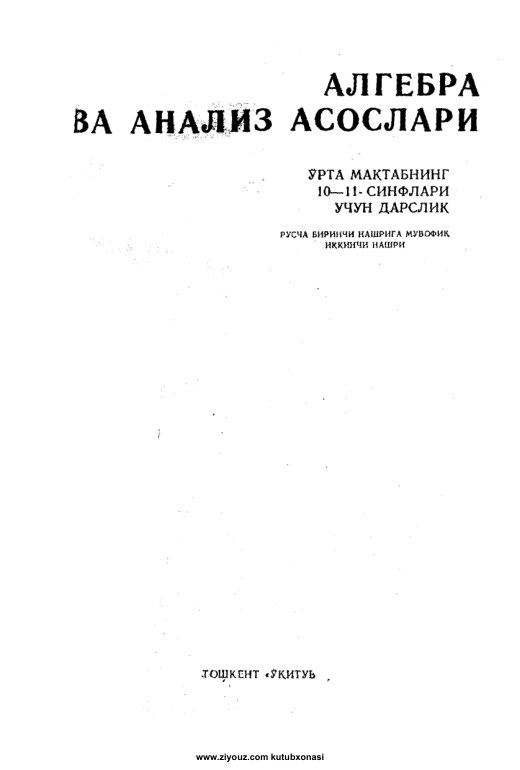 АЛГЕБРА
ВА АНАЛИЗ АСОСЛАРИ
ЎРТА МАКТАБНИНГ
10—11- СИНФЛАРИ
УЧУН ДАРСЛИК
РУСЧА БИРИНЧИ НАШРИГА МУВОФИҚ
ИККИНЧИ НАШРИ
ТОШКЕНТ «ЎҚИТУВЧИ»
www.ziyouz.com kutubxonasi